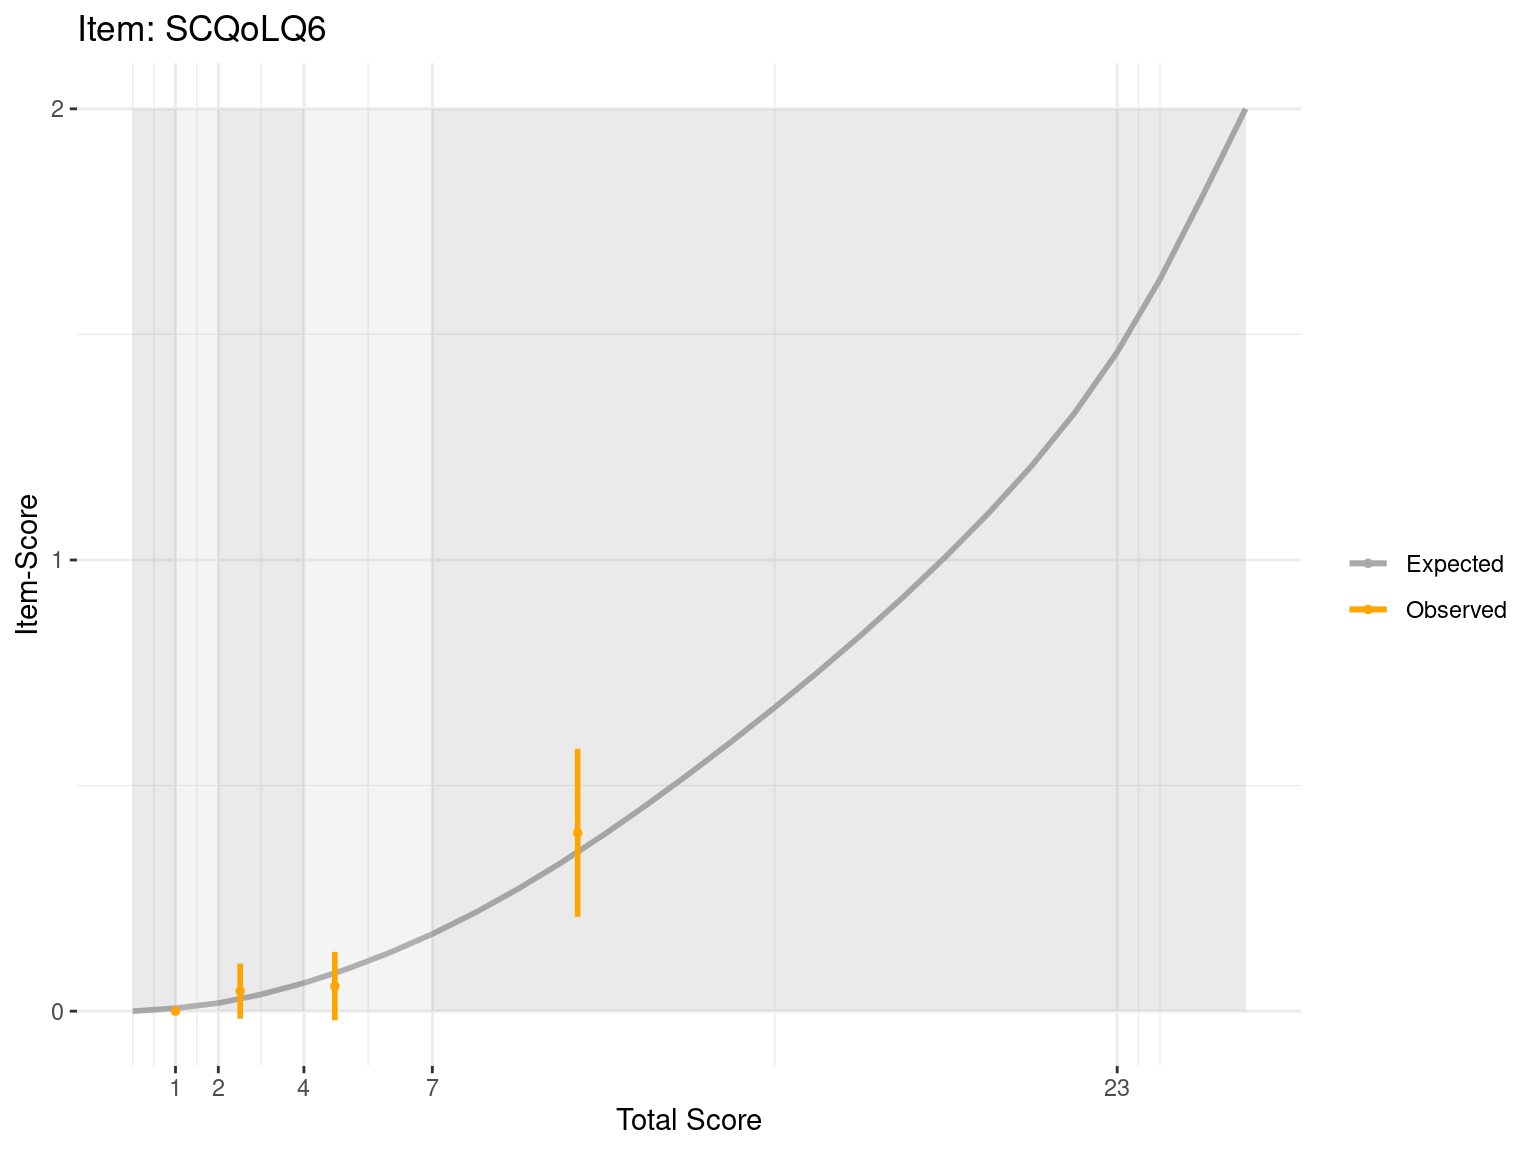 Item: SCQoLQ6
2
1
0
Item-Score
1 2 4 7 23
Total Score
Expected
Observed